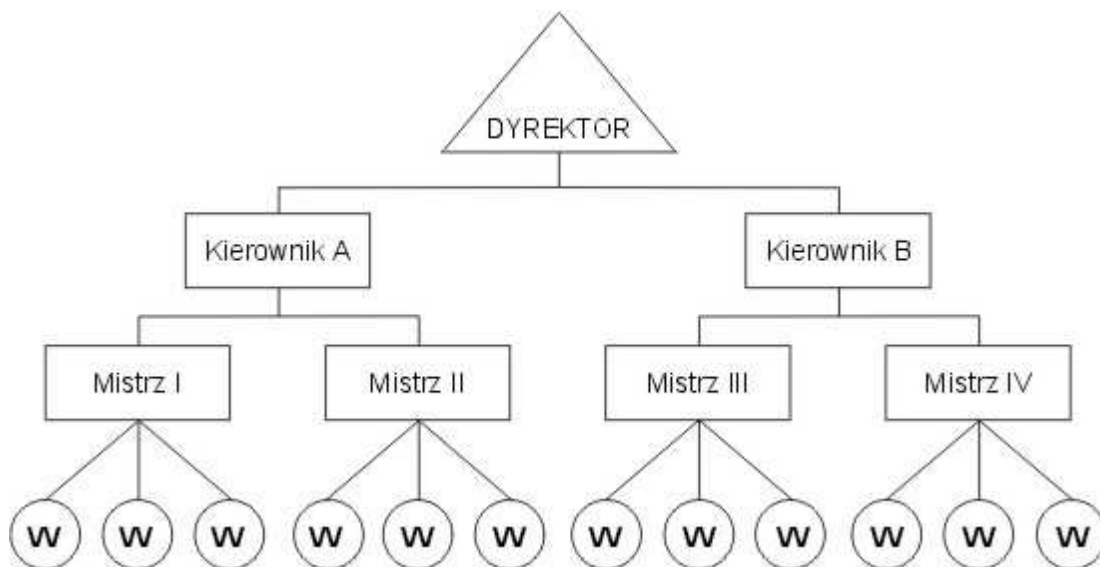 DYREKTOR
Kierownik A
Kierownik B
Mistrz I
Mistrz II
Mistrz III
Mistrz IV
W W W W W W W W W W W W